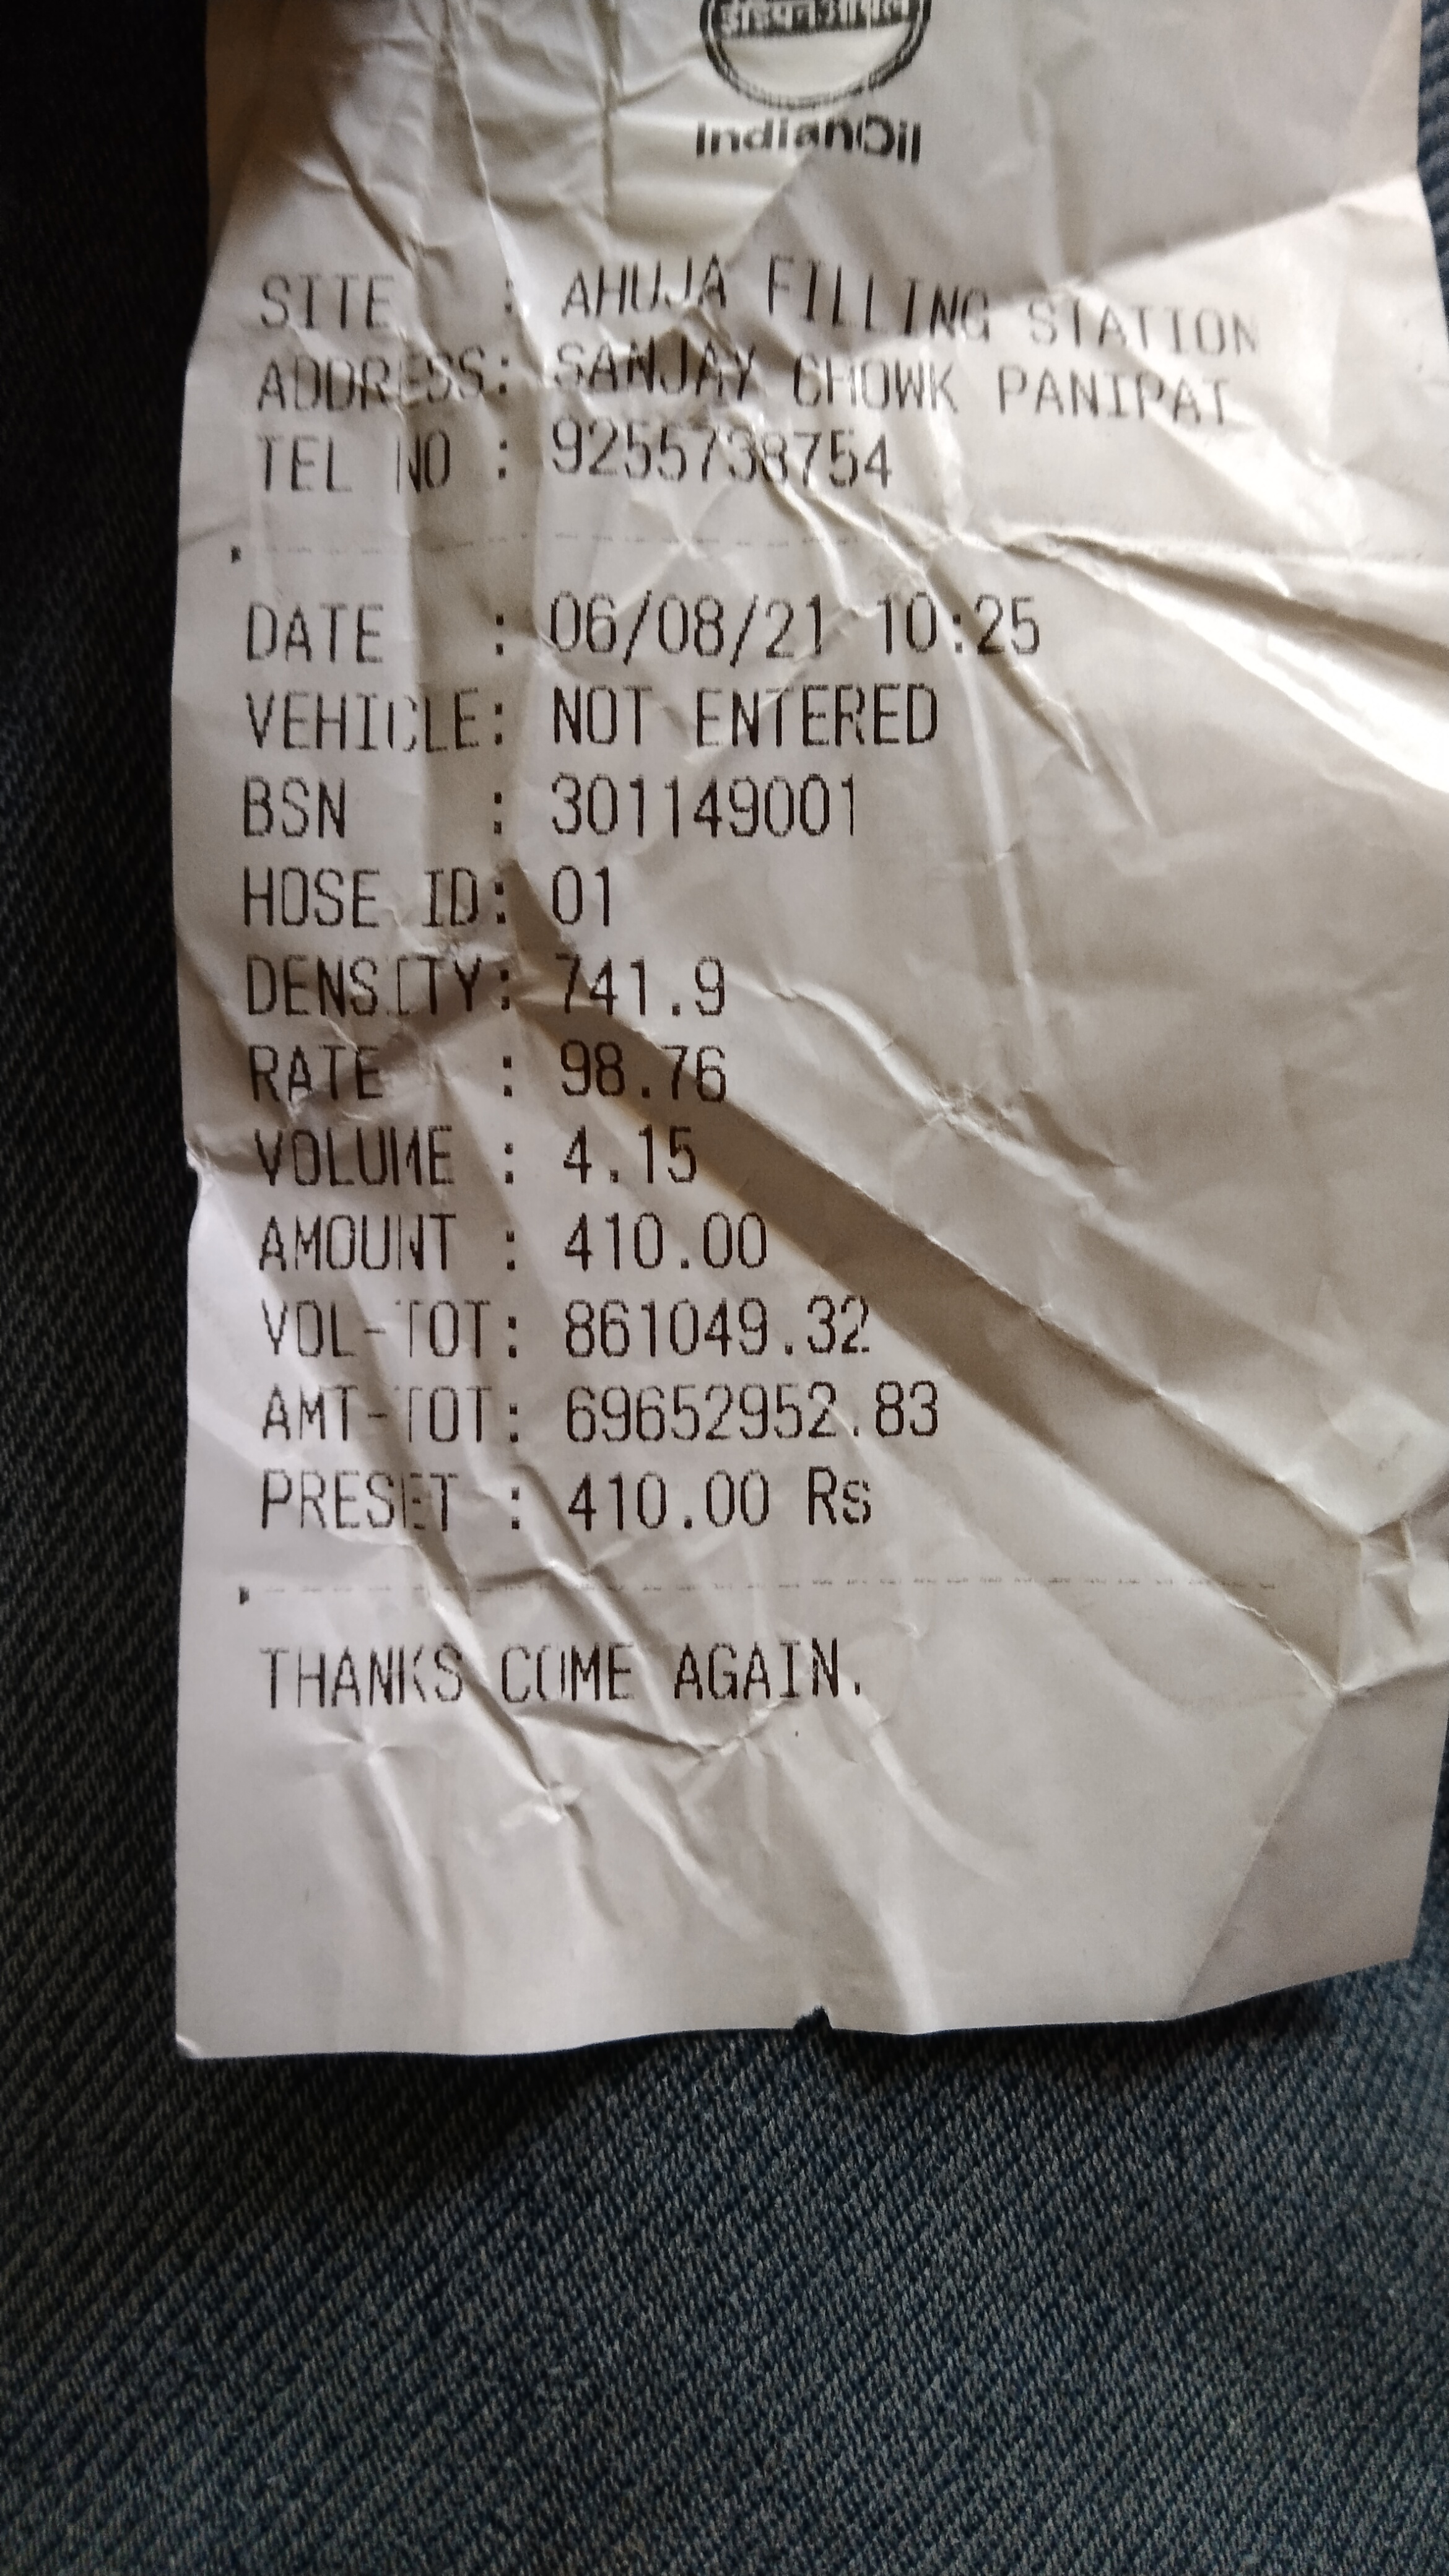 इंडियनऑयल
IndianOil
SITE : AHUJA FILLING STATION
ADDRESS: SANJAY CHOWK PANIPAT
TEL NO : 9255738754
DATE : 06/08/21 10:25
VEHICLE: NOT ENTERED
BSN : 301149001
HOSE ID: 01
DENSITY: 741.9
RATE : 98.76
VOLUME : 4.15
AMOUNT : 410.00
VOL-TOT: 861049.32
AMT-TOT: 69652952.83
PRESET : 410.00 Rs
THANKS COME AGAIN.